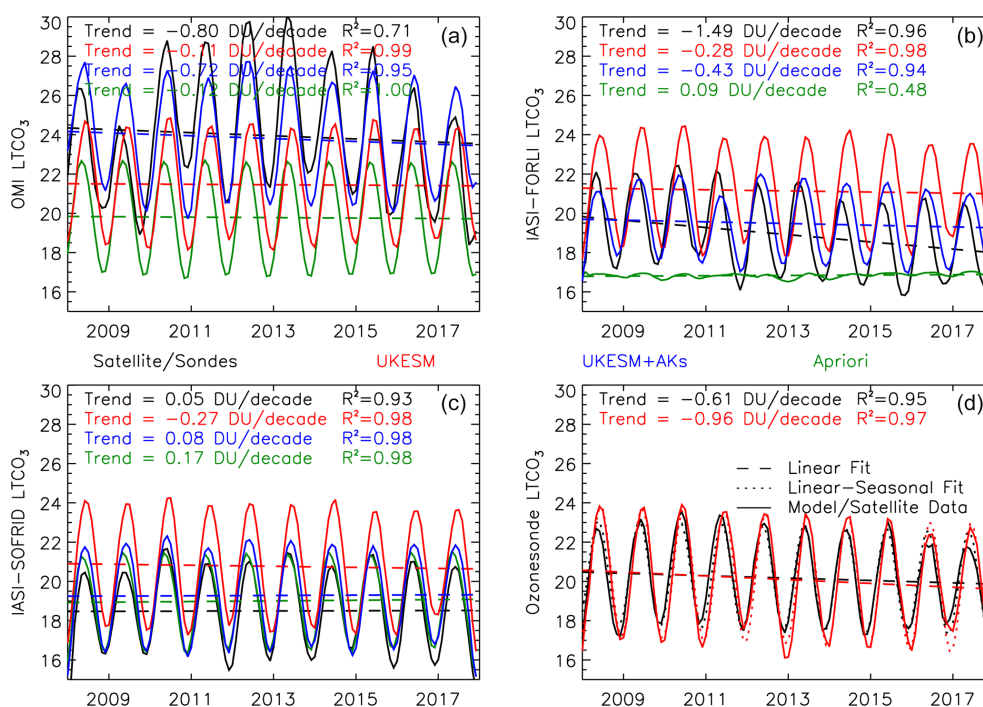 (a)
Trend = −0.80 DU/decade R²=0.71
Trend = −0.11 DU/decade R²=0.99
Trend = −0.72 DU/decade R²=0.95
Trend = −0.12 DU/decade R²=1.00
OMI LTCO₃
30
28
26
24
22
20
18
16
2009 2011 2013 2015 2017
(b)
Trend = −1.49 DU/decade R²=0.96
Trend = −0.28 DU/decade R²=0.98
Trend = −0.43 DU/decade R²=0.94
Trend = 0.09 DU/decade R²=0.48
IASI−FORLI LTCO₃
30
28
26
24
22
20
18
16
2009 2011 2013 2015 2017
Satellite/Sondes UKESM UKESM+AKs Apriori
(c)
Trend = 0.05 DU/decade R²=0.93
Trend = −0.27 DU/decade R²=0.98
Trend = 0.08 DU/decade R²=0.98
Trend = 0.17 DU/decade R²=0.98
IASI−SOFRID LTCO₃
30
28
26
24
22
20
18
16
2009 2011 2013 2015 2017
(d)
Trend = −0.61 DU/decade R²=0.95
Trend = −0.96 DU/decade R²=0.97
Linear Fit
Linear−Seasonal Fit
Model/Satellite Data
Ozonesonde LTCO₃
30
28
26
24
22
20
18
16
2009 2011 2013 2015 2017